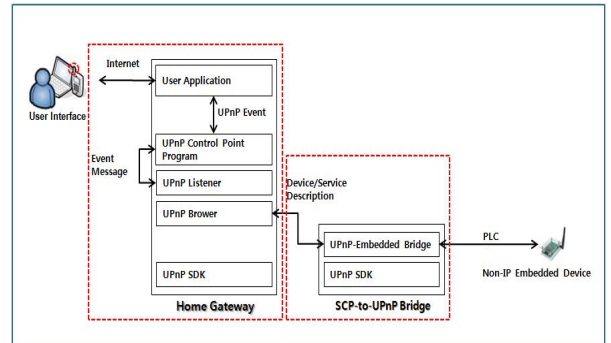 Internet
User Interface
User Application
UPnP Event
UPnP Control Point
Program
Event
Message
UPnP Listener
UPnP Brower
UPnP SDK
Home Gateway
Device/Service
Description
UPnP-Embedded Bridge
UPnP SDK
SCP-to-UPnP Bridge
PLC
Non-IP Embedded Device